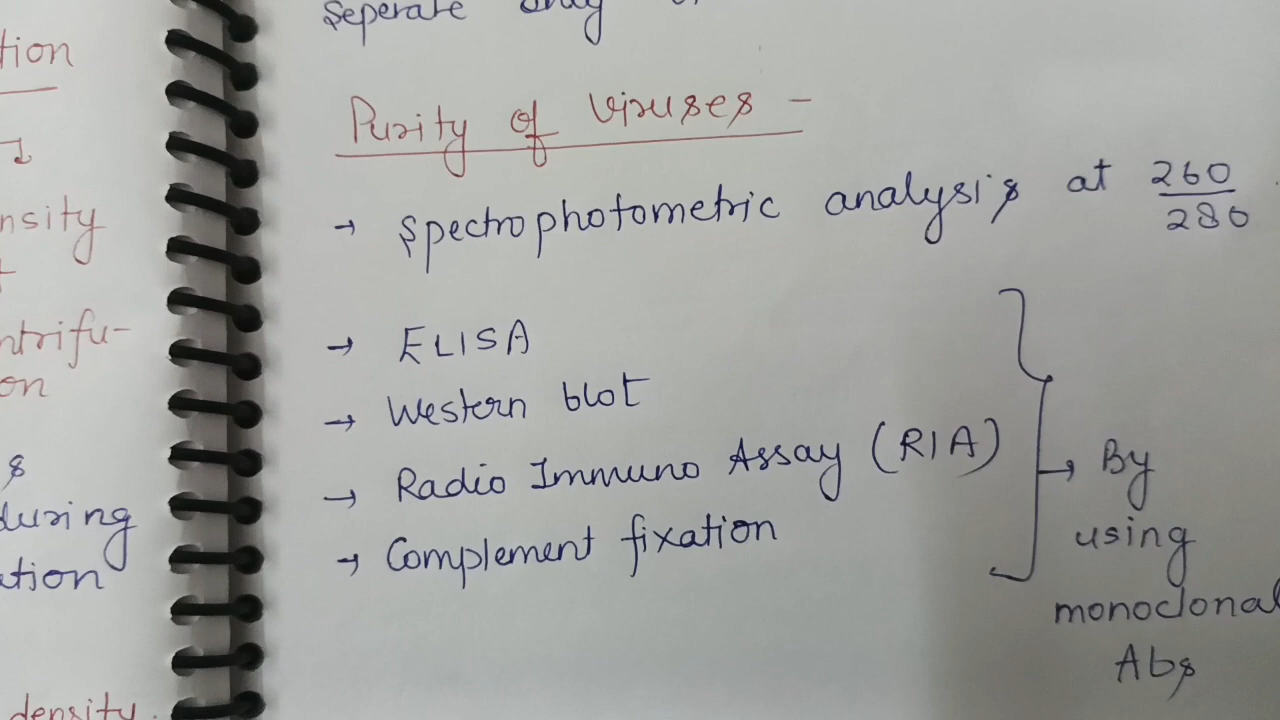 tion
nsity
ntrifu-
on
s
during
ation
density.
Seperate only
Purity of Viruses -
→ Spectrophotometric analysis at 260/280
→ ELISA
→ Western blot
→ Radio Immuno Assay (RIA)
→ Complement fixation
→ By
using
monoclonal
Abs